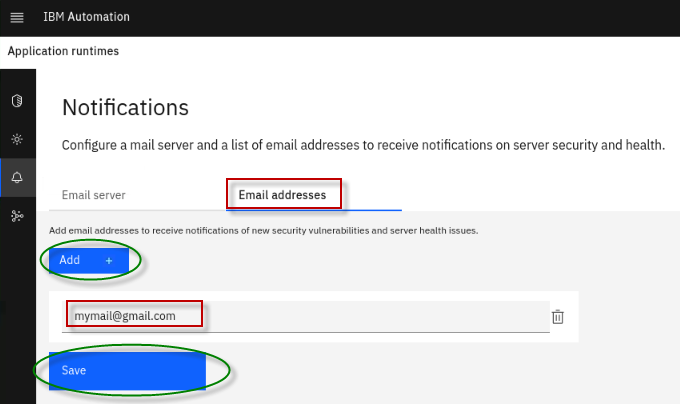 IBM Automation
Application runtimes
Notifications
Configure a mail server and a list of email addresses to receive notifications on server security and health.
Email server Email addresses
Add email addresses to receive notifications of new security vulnerabilities and server health issues.
Add +
mymail@gmail.com
Save